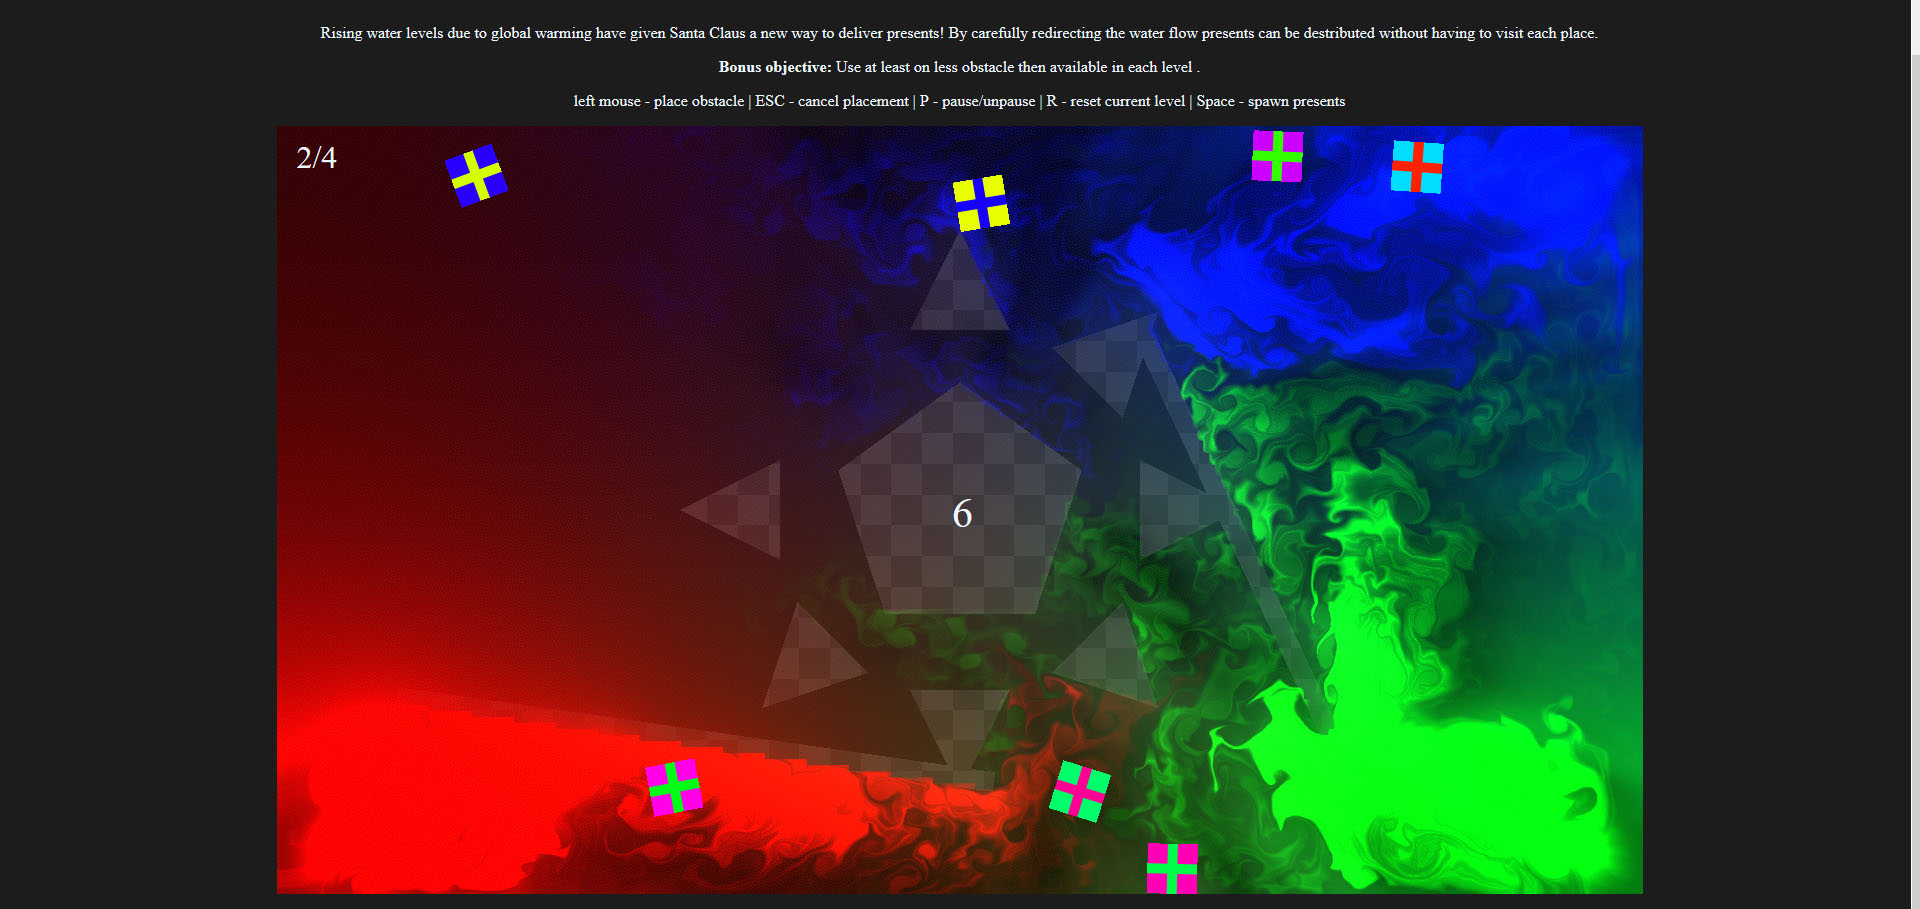 Rising water levels due to global warming have given Santa Claus a new way to deliver presents! By carefully redirecting the water flow presents can be destributed without having to visit each place.
Bonus objective: Use at least on less obstacle then available in each level .
left mouse - place obstacle | ESC - cancel placement | P - pause/unpause | R - reset current level | Space - spawn presents
2/4
6